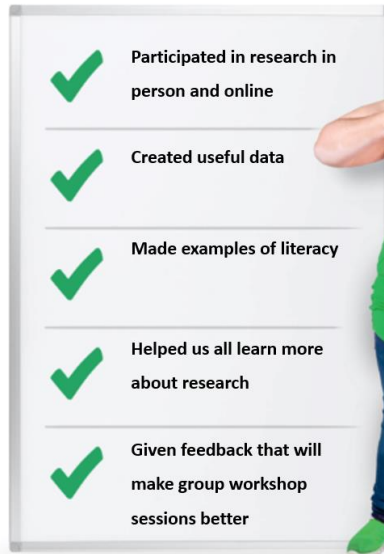 Participated in research in
person and online
Created useful data
Made examples of literacy
Helped us all learn more
about research
Given feedback that will
make group workshop
sessions better